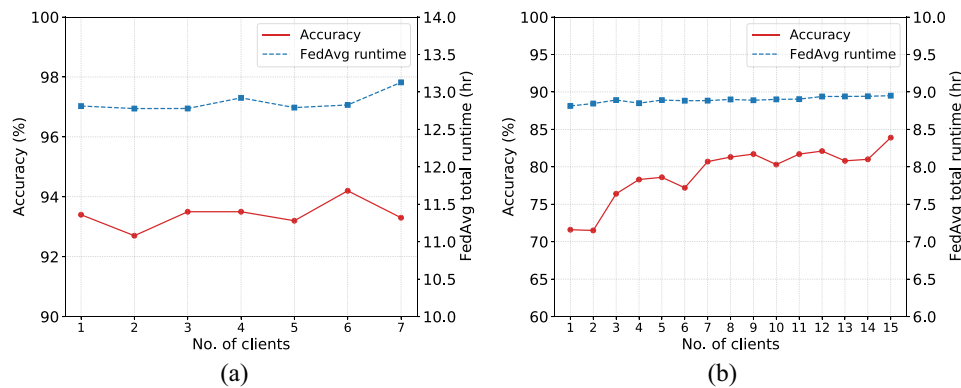 100
98
96
94
92
90
Accuracy (%)
1 2 3 4 5 6 7
No. of clients
14.0
13.5
13.0
12.5
12.0
11.5
11.0
10.5
10.0
FedAvg total runtime (hr)
Accuracy
FedAvg runtime
(a)
100
95
90
85
80
75
70
65
60
Accuracy (%)
1 2 3 4 5 6 7 8 9 10 11 12 13 14 15
No. of clients
10.0
9.5
9.0
8.5
8.0
7.5
7.0
6.5
6.0
FedAvg total runtime (hr)
Accuracy
FedAvg runtime
(b)